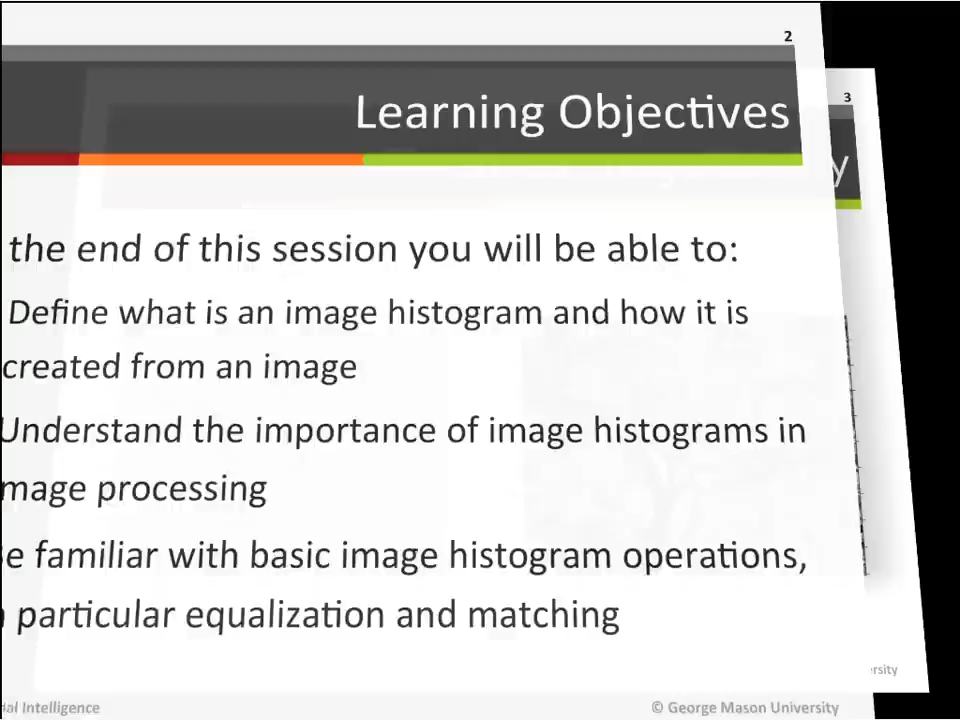 2
Learning Objectives
3
y
the end of this session you will be able to:
Define what is an image histogram and how it is
created from an image
Understand the importance of image histograms in
mage processing
e familiar with basic image histogram operations,
particular equalization and matching
rsity
ial Intelligence
© George Mason University